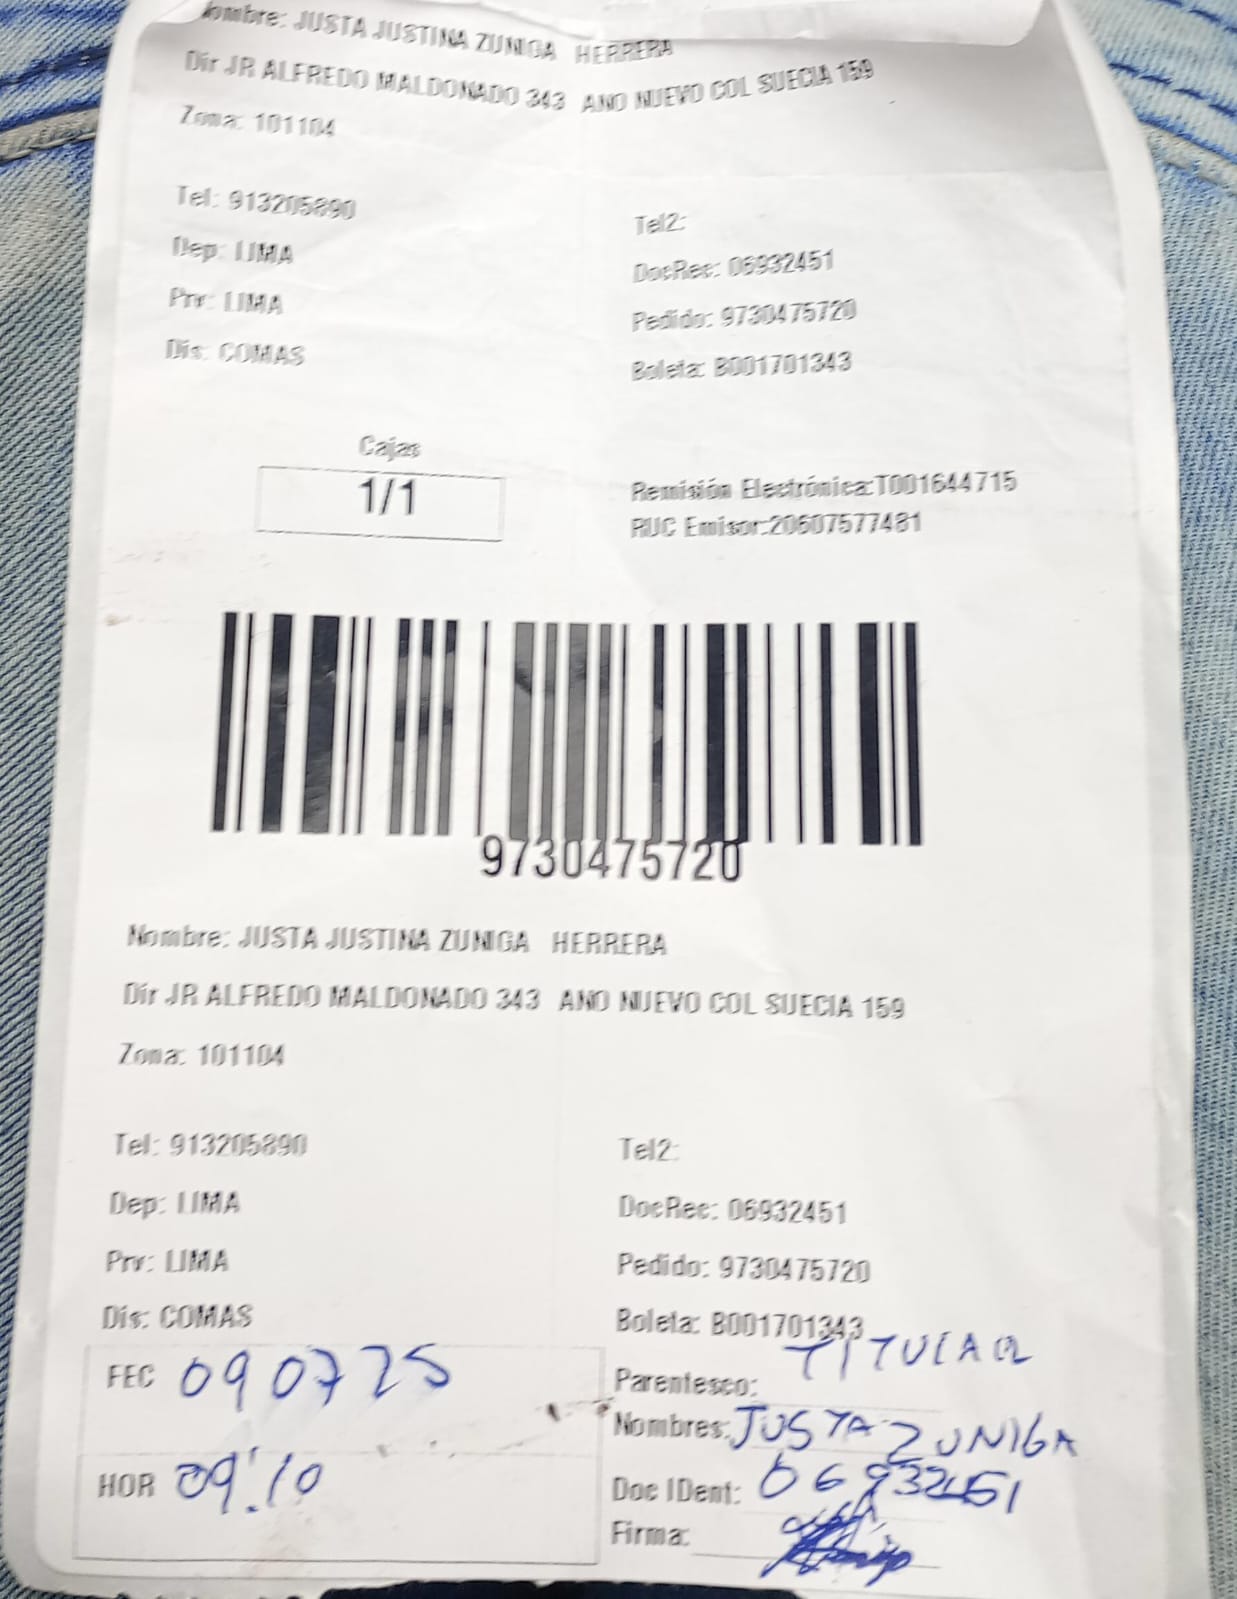 Nombre: JUSTA JUSTINA ZUNIGA HERRERA
Dir JR ALFREDO MALDONADO 343 ANO NUEVO COL SUECIA 159
Zona: 101104
Tel: 913205890
Tel2:
Dep: LIMA
DocRec: 06932451
Prv: LIMA
Pedido: 9730475720
Dis: COMAS
Boleta: B001701343
Cajas
1/1
Remisión Electrónica:T001644715
RUC Emisor:20607577481
9730475720
Nombre: JUSTA JUSTINA ZUNIGA HERRERA
Dir JR ALFREDO MALDONADO 343 ANO NUEVO COL SUECIA 159
Zona: 101104
Tel: 913205890
Tel2:
Dep: LIMA
DocRec: 06932451
Prv: LIMA
Pedido: 9730475720
Dis: COMAS
Boleta: B001701343
FEC 090725
Parentesco: TITULAR
Nombres: JUSTA ZUNIGA
HOR 09:10
Doc IDent: 06932451
Firma: